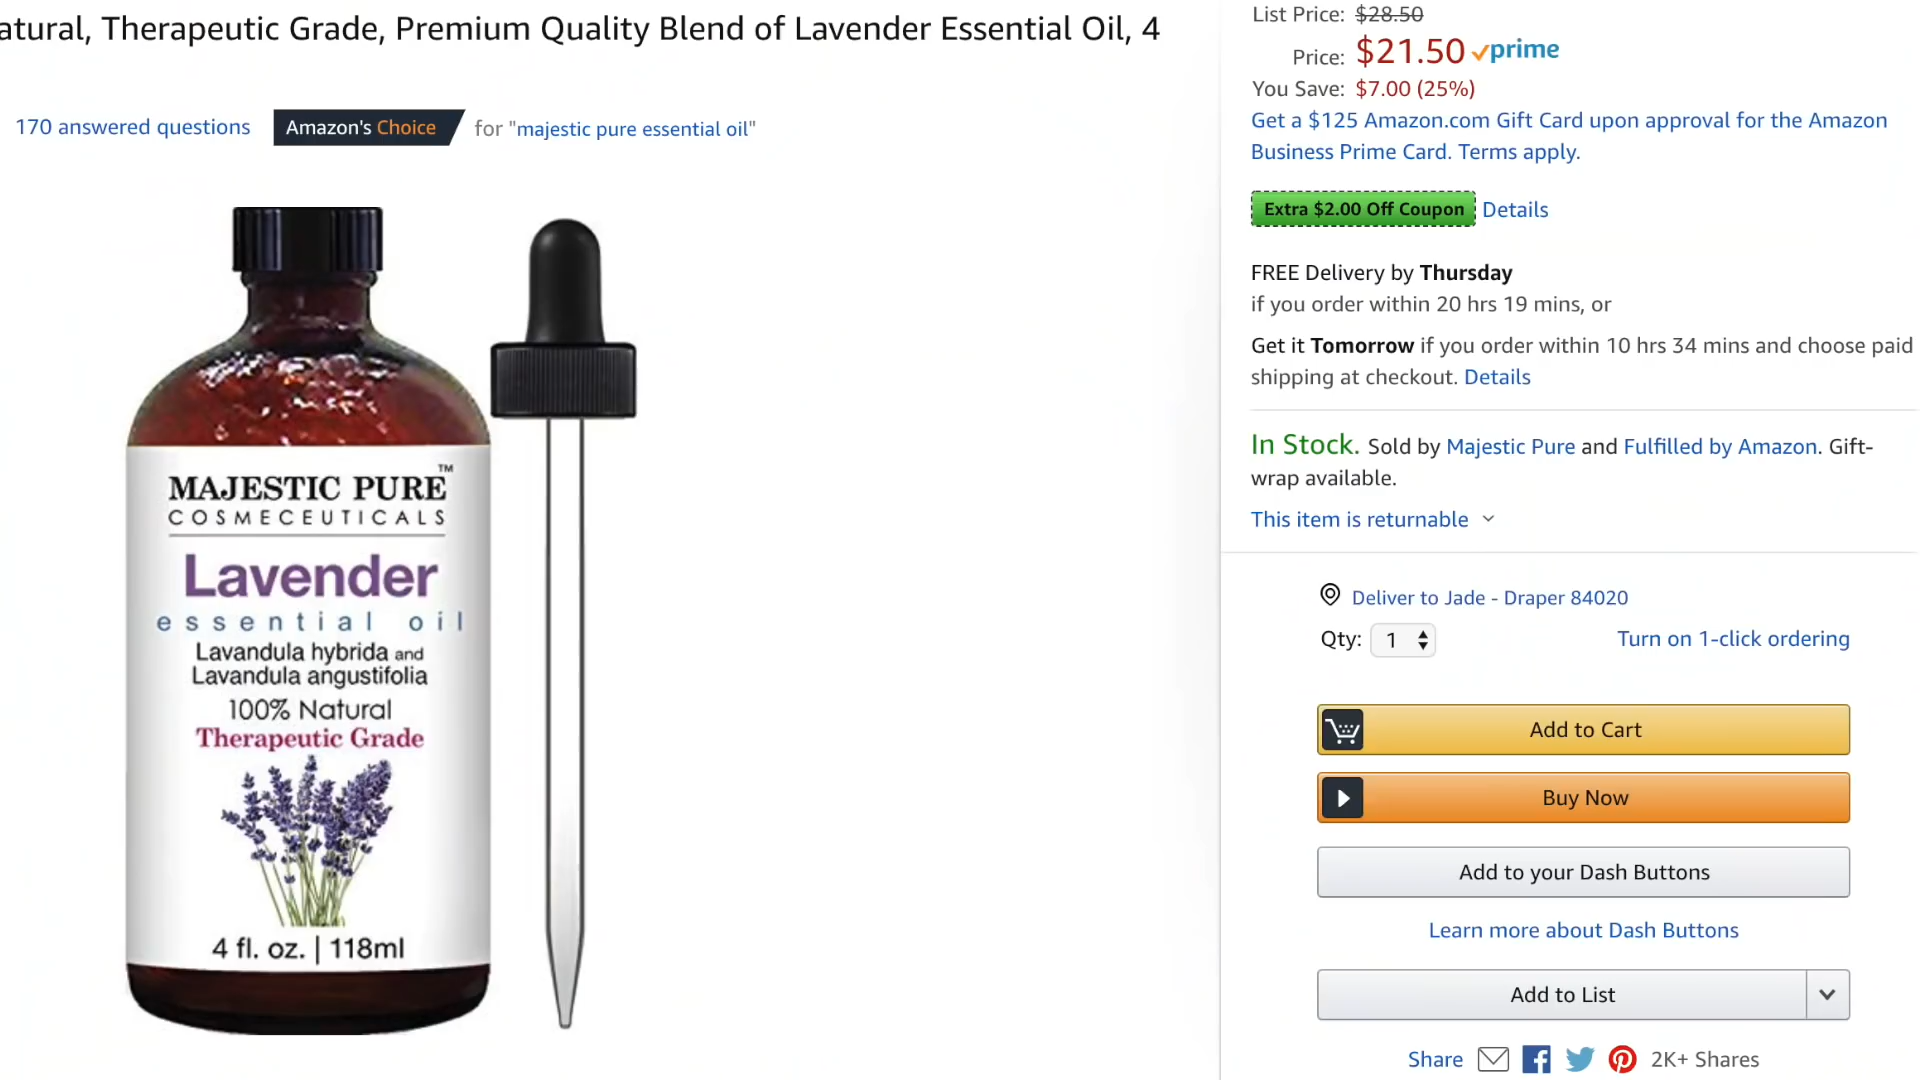 atural, Therapeutic Grade, Premium Quality Blend of Lavender Essential Oil, 4
170 answered questions
Amazon's Choice
for "majestic pure essential oil"
MAJESTIC PURE™
COSMECEUTICALS
Lavender
essential oil
Lavandula hybrida and
Lavandula angustifolia
100% Natural
Therapeutic Grade
4 fl. oz. | 118ml
List Price: $28.50
Price: $21.50 prime
You Save: $7.00 (25%)
Get a $125 Amazon.com Gift Card upon approval for the Amazon
Business Prime Card. Terms apply.
Extra $2.00 Off Coupon Details
FREE Delivery by Thursday
if you order within 20 hrs 19 mins, or
Get it Tomorrow if you order within 10 hrs 34 mins and choose paid
shipping at checkout. Details
In Stock. Sold by Majestic Pure and Fulfilled by Amazon. Gift-
wrap available.
This item is returnable
Deliver to Jade - Draper 84020
Qty: 1
Turn on 1-click ordering
Add to Cart
Buy Now
Add to your Dash Buttons
Learn more about Dash Buttons
Add to List
Share
2K+ Shares